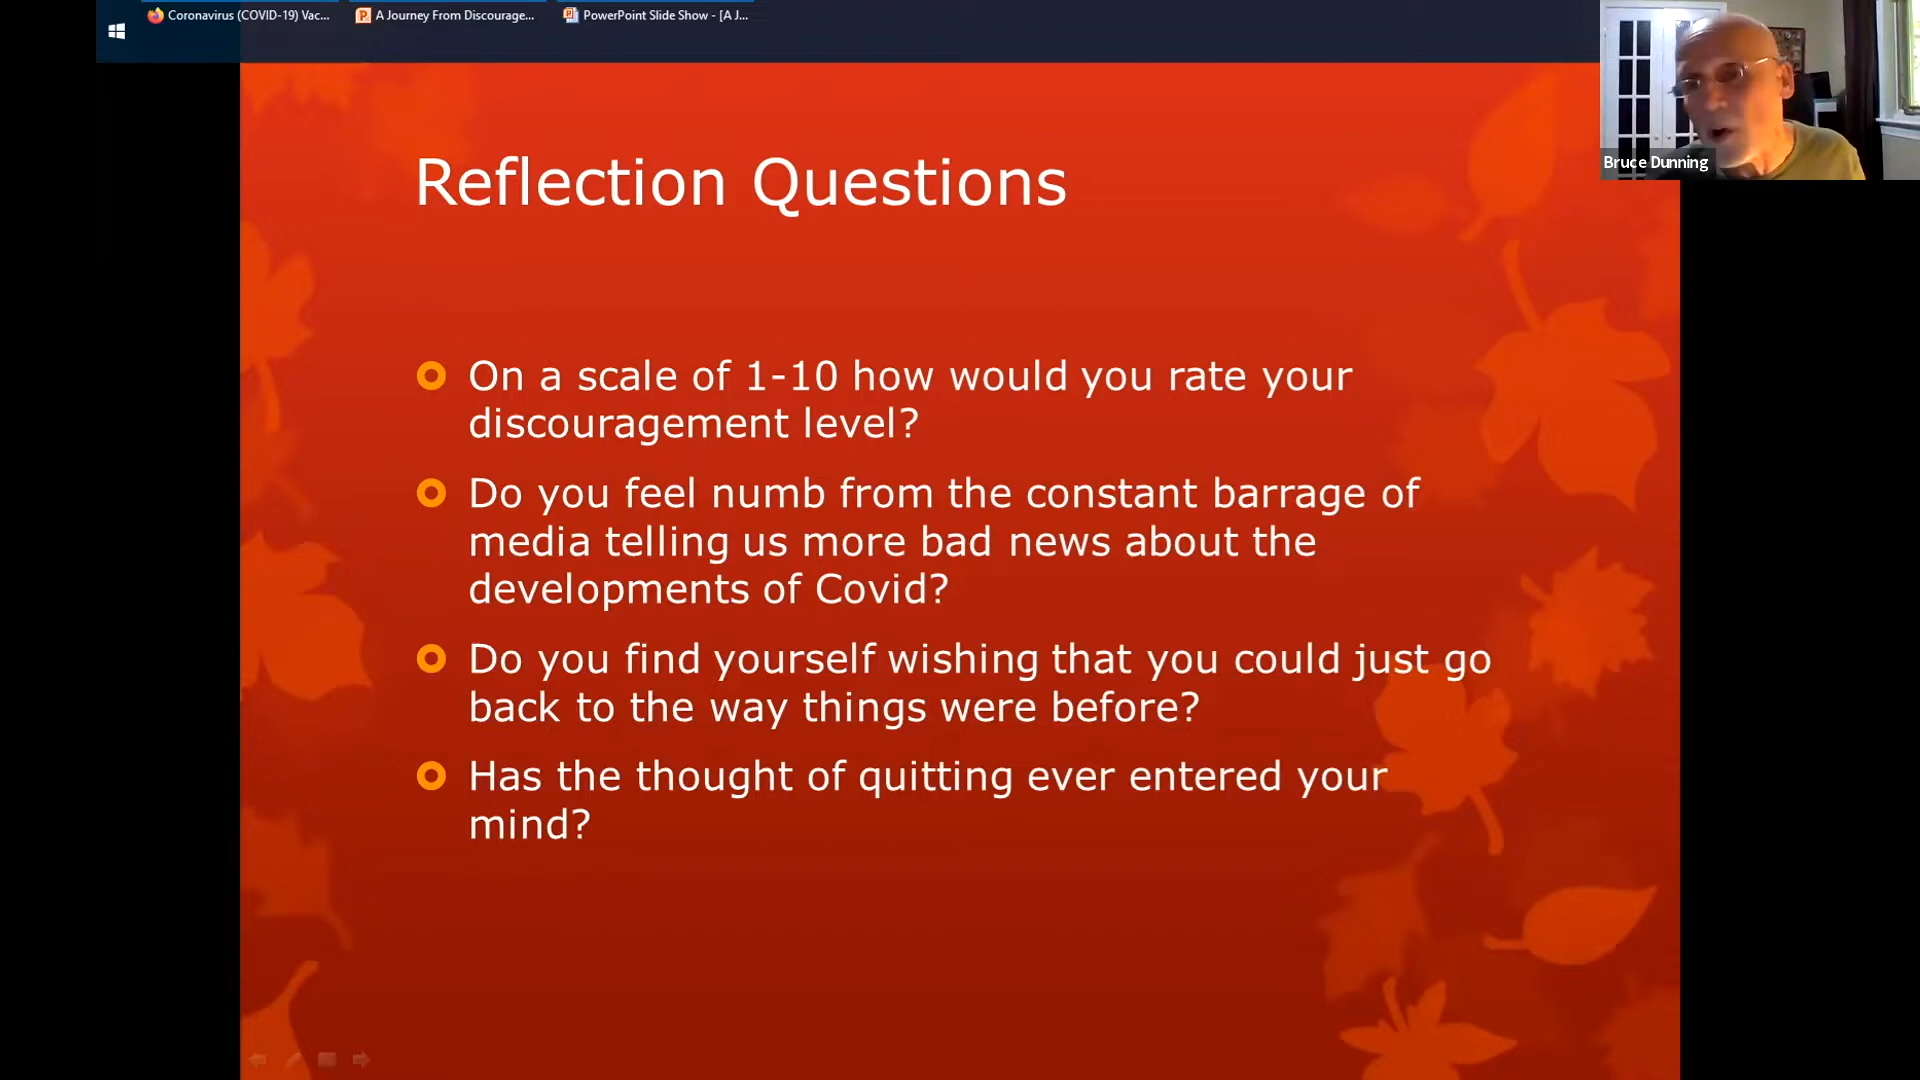 Coronavirus (COVID-19) Vac...
A Journey From Discourage...
PowerPoint Slide Show - [A J...
Bruce Dunning
Reflection Questions
On a scale of 1-10 how would you rate your
discouragement level?
Do you feel numb from the constant barrage of
media telling us more bad news about the
developments of Covid?
Do you find yourself wishing that you could just go
back to the way things were before?
Has the thought of quitting ever entered your
mind?